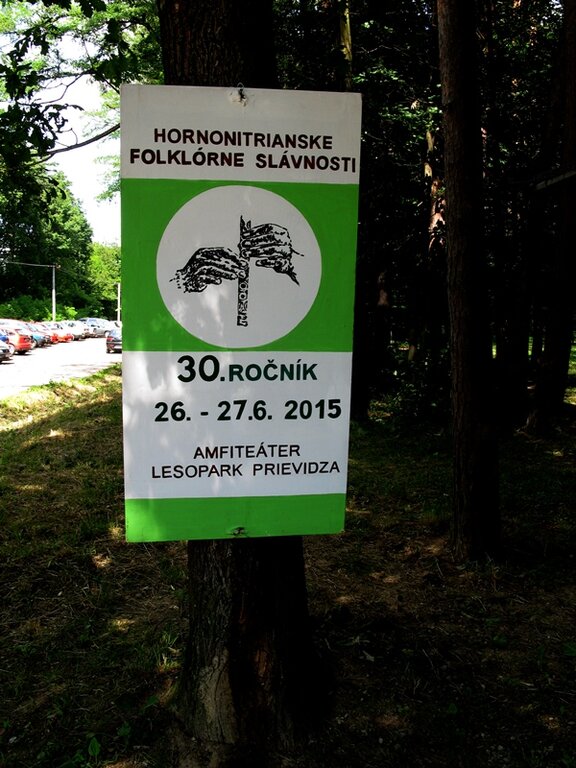 HORNONITRIANSKE
FOLKLÓRNE SLÁVNOSTI
30.ROČNÍK
26. - 27.6. 2015
AMFITEÁTER
LESOPARK PRIEVIDZA